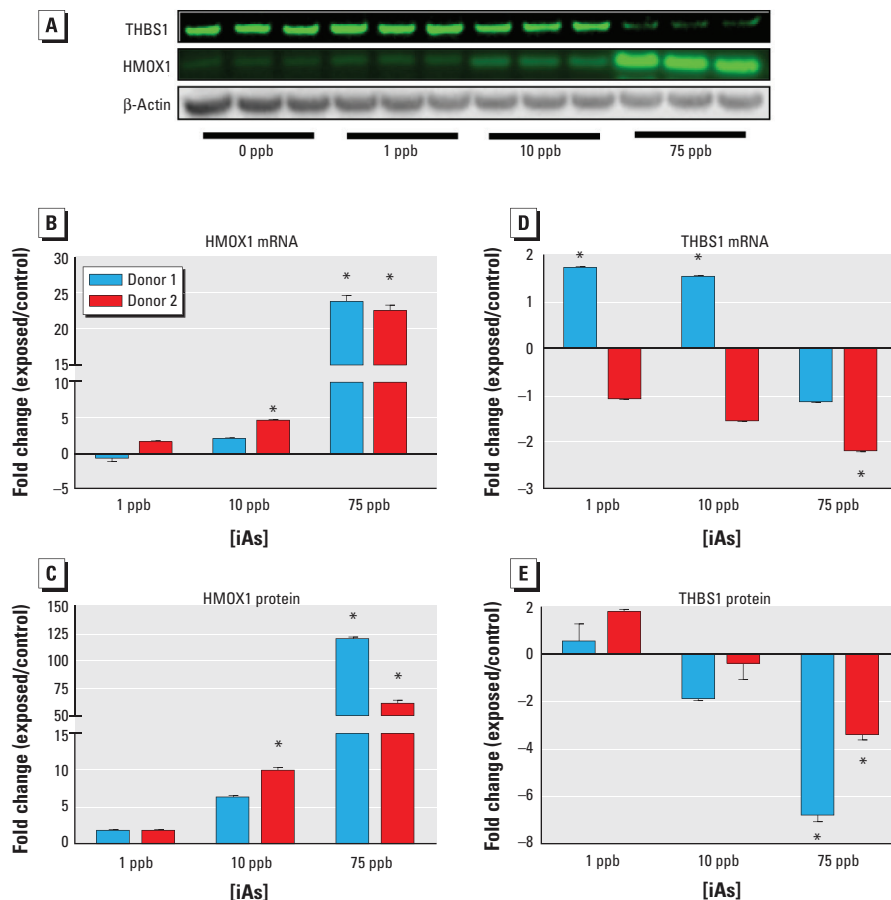 A
THBS1
HMOX1
β-Actin
0 ppb 1 ppb 10 ppb 75 ppb
B
HMOX1 mRNA
Fold change (exposed/control)
30
25
20
15
10
5
0
–5
Donor 1
Donor 2
*
* *
1 ppb 10 ppb 75 ppb
[iAs]
D
THBS1 mRNA
Fold change (exposed/control)
2
1
0
–1
–2
–3
* *
*
1 ppb 10 ppb 75 ppb
[iAs]
C
HMOX1 protein
Fold change (exposed/control)
150
125
100
75
50
15
10
5
0
*
*
*
1 ppb 10 ppb 75 ppb
[iAs]
E
THBS1 protein
Fold change (exposed/control)
2
0
–2
–4
–6
–8
*
*
1 ppb 10 ppb 75 ppb
[iAs]